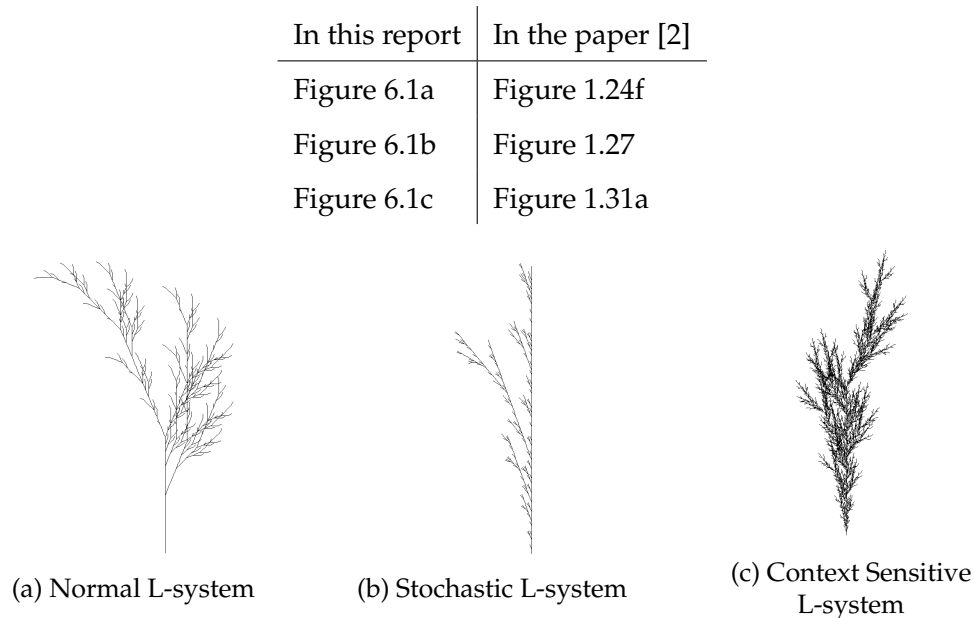 In this report In the paper [2]
Figure 6.1a Figure 1.24f
Figure 6.1b Figure 1.27
Figure 6.1c Figure 1.31a
(a) Normal L-system
(b) Stochastic L-system
(c) Context Sensitive
L-system